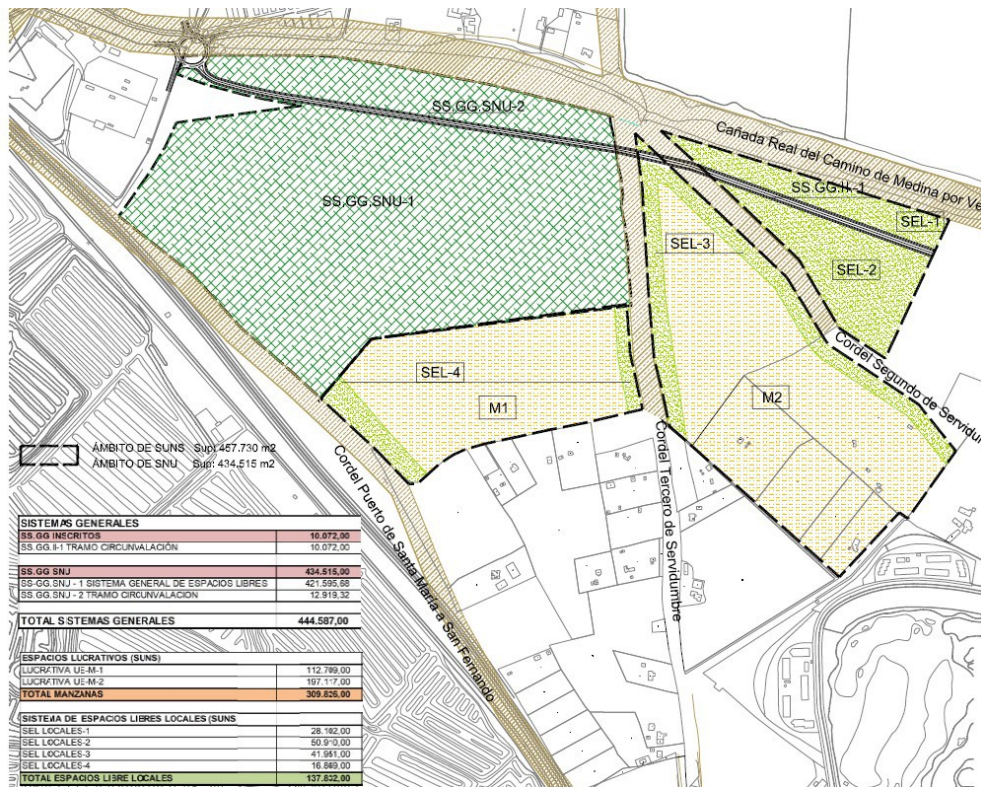 SS.GG.SNU-2
Cañada Real del Camino de Medina por Ve
SS.GG.SNU-1
SS.GG.II.-1
SEL-1
SEL-3
SEL-2
Cordel Segundo de Servidum
SEL-4
M1
M2
ÁMBITO DE SUNS Sup: 457.730 m2
ÁMBITO DE SNU Sup: 434.515 m2
Cordel Puerto de Santa María a San Fernando
Cordel Tercero de Servidumbre
SISTEMAS GENERALES
SS.GG INSCRITOS 10.072,00
SS.GG.II-1 TRAMO CIRCUNVALACIÓN 10.072,00
SS.GG SNU 434.515,00
SS-GG.SNU - 1 SISTEMA GENERAL DE ESPACIOS LIBRES 421.595,68
SS.GG.SNU - 2 TRAMO CIRCUNVALACION 12.919,32
TOTAL SISTEMAS GENERALES 444.587,00
ESPACIOS LUCRATIVOS (SUNS)
LUCRATIVA UE-M-1 112.709,00
LUCRATIVA UE-M-2 197.117,00
TOTAL MANZANAS 309.826,00
SISTEMA DE ESPACIOS LIBRES LOCALES (SUNS
SEL LOCALES-1 28.102,00
SEL LOCALES-2 50.910,00
SEL LOCALES-3 41.951,00
SEL LOCALES-4 16.869,00
TOTAL ESPACIOS LIBRE LOCALES 137.832,00